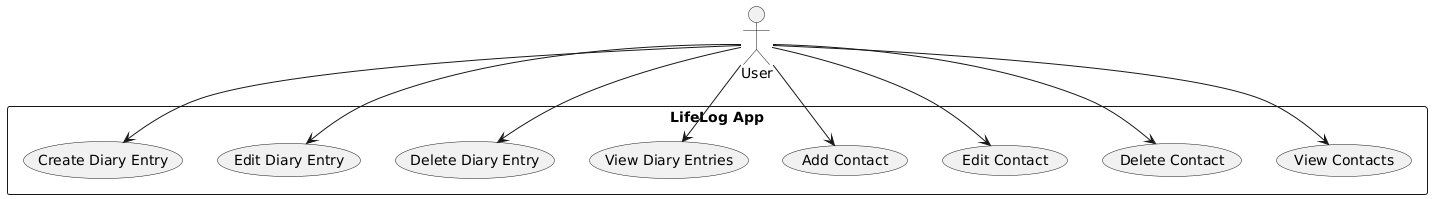 User
LifeLog App
Create Diary Entry
Edit Diary Entry
Delete Diary Entry
View Diary Entries
Add Contact
Edit Contact
Delete Contact
View Contacts